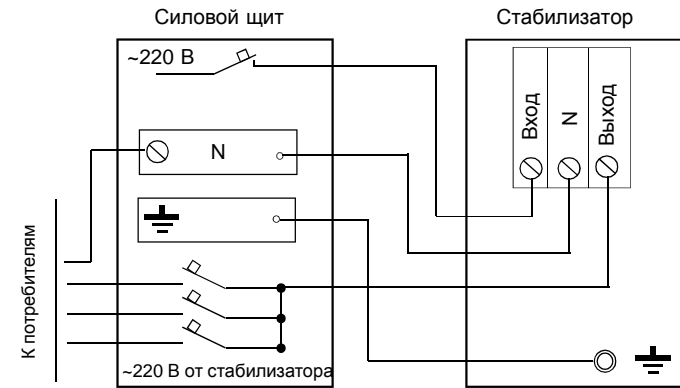 Силовой щит
Стабилизатор
~220 В
Вход
N
Выход
N
К потребителям
~220 В от стабилизатора